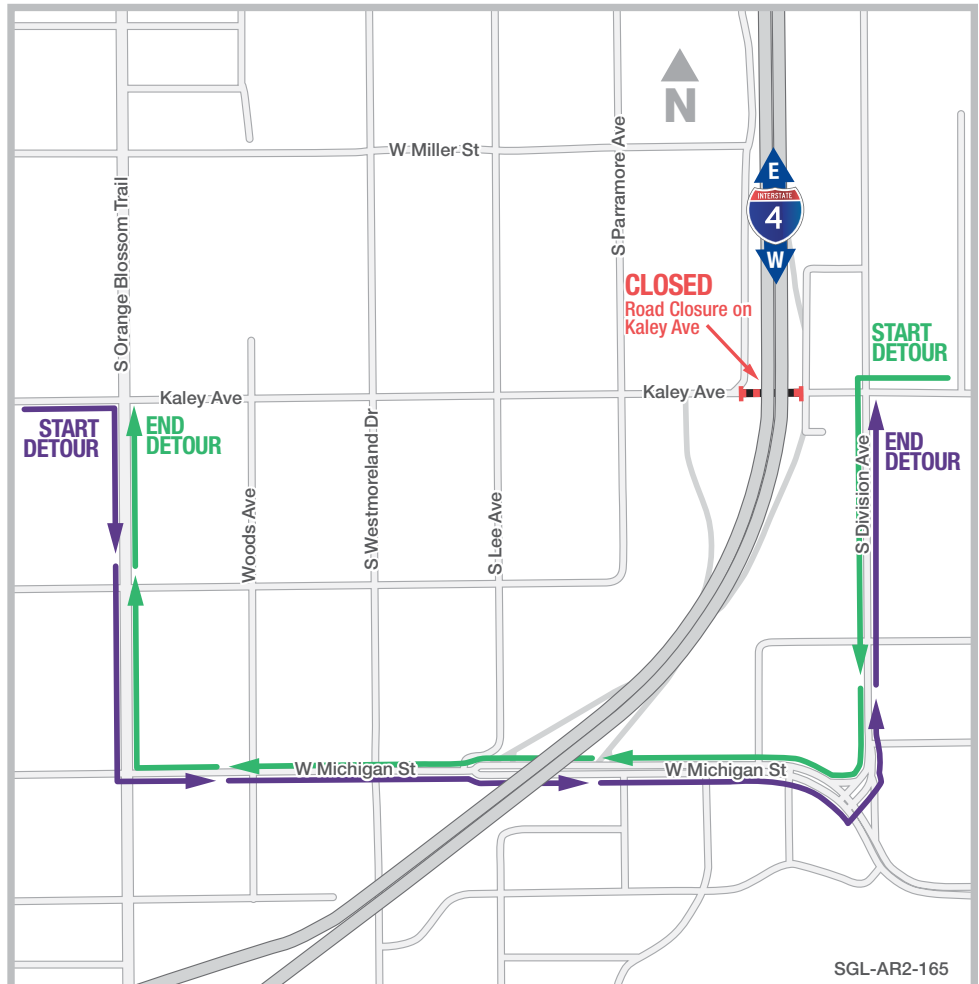 N
W Miller St
S Orange Blossom Trail
S Parramore Ave
E
INTERSTATE
4
W
CLOSED
Road Closure on
Kaley Ave
START
DETOUR
Kaley Ave
Kaley Ave
START
DETOUR
END
DETOUR
END
DETOUR
S Westmoreland Dr
Woods Ave
S Lee Ave
S Division Ave
W Michigan St
W Michigan St
SGL-AR2-165